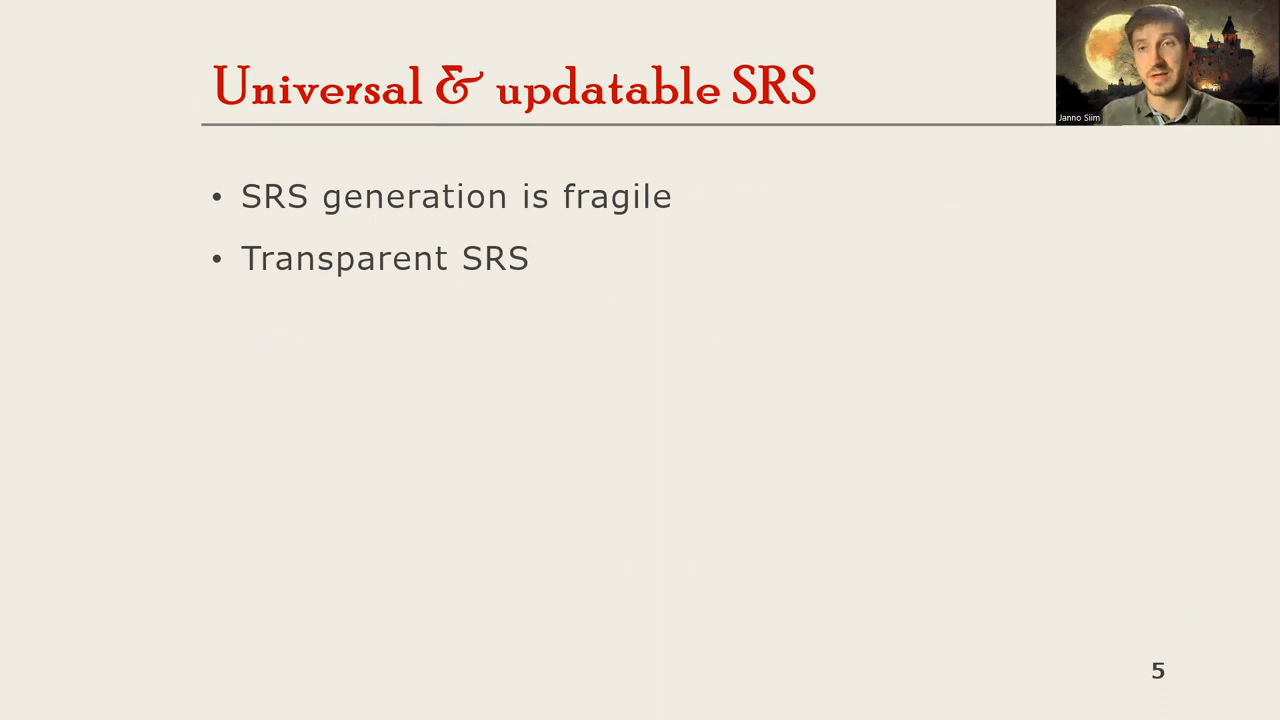 Universal & updatable SRS
Janno Siim
• SRS generation is fragile
• Transparent SRS
5